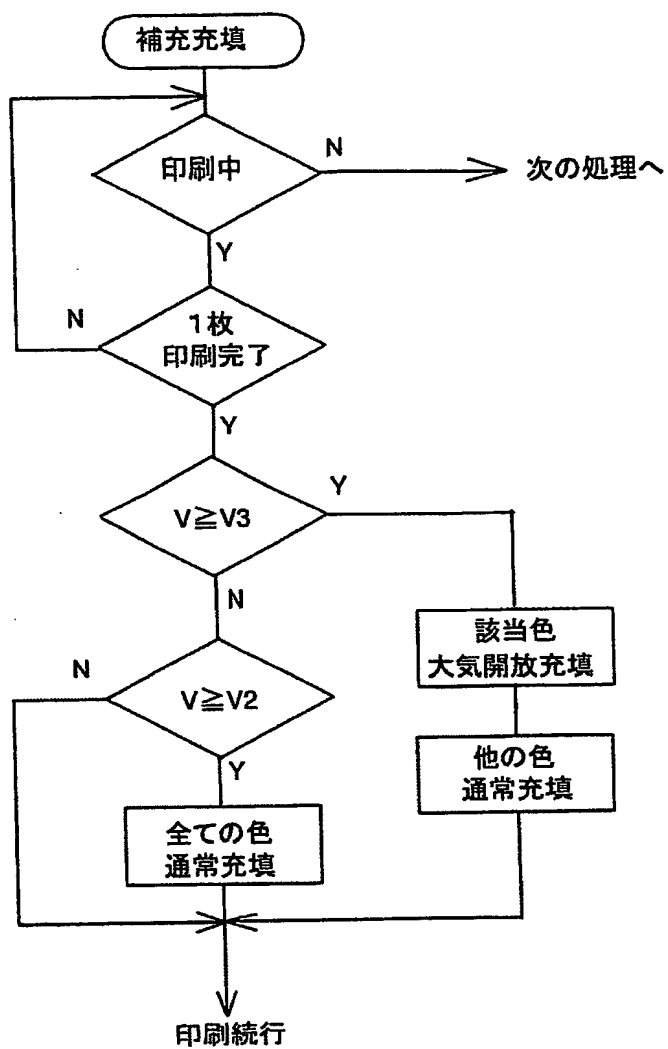 補充充填
印刷中
N
次の処理へ
Y
N
1枚
印刷完了
Y
V≧V3
Y
N
該当色
大気開放充填
N
V≧V2
Y
他の色
通常充填
全ての色
通常充填
印刷続行